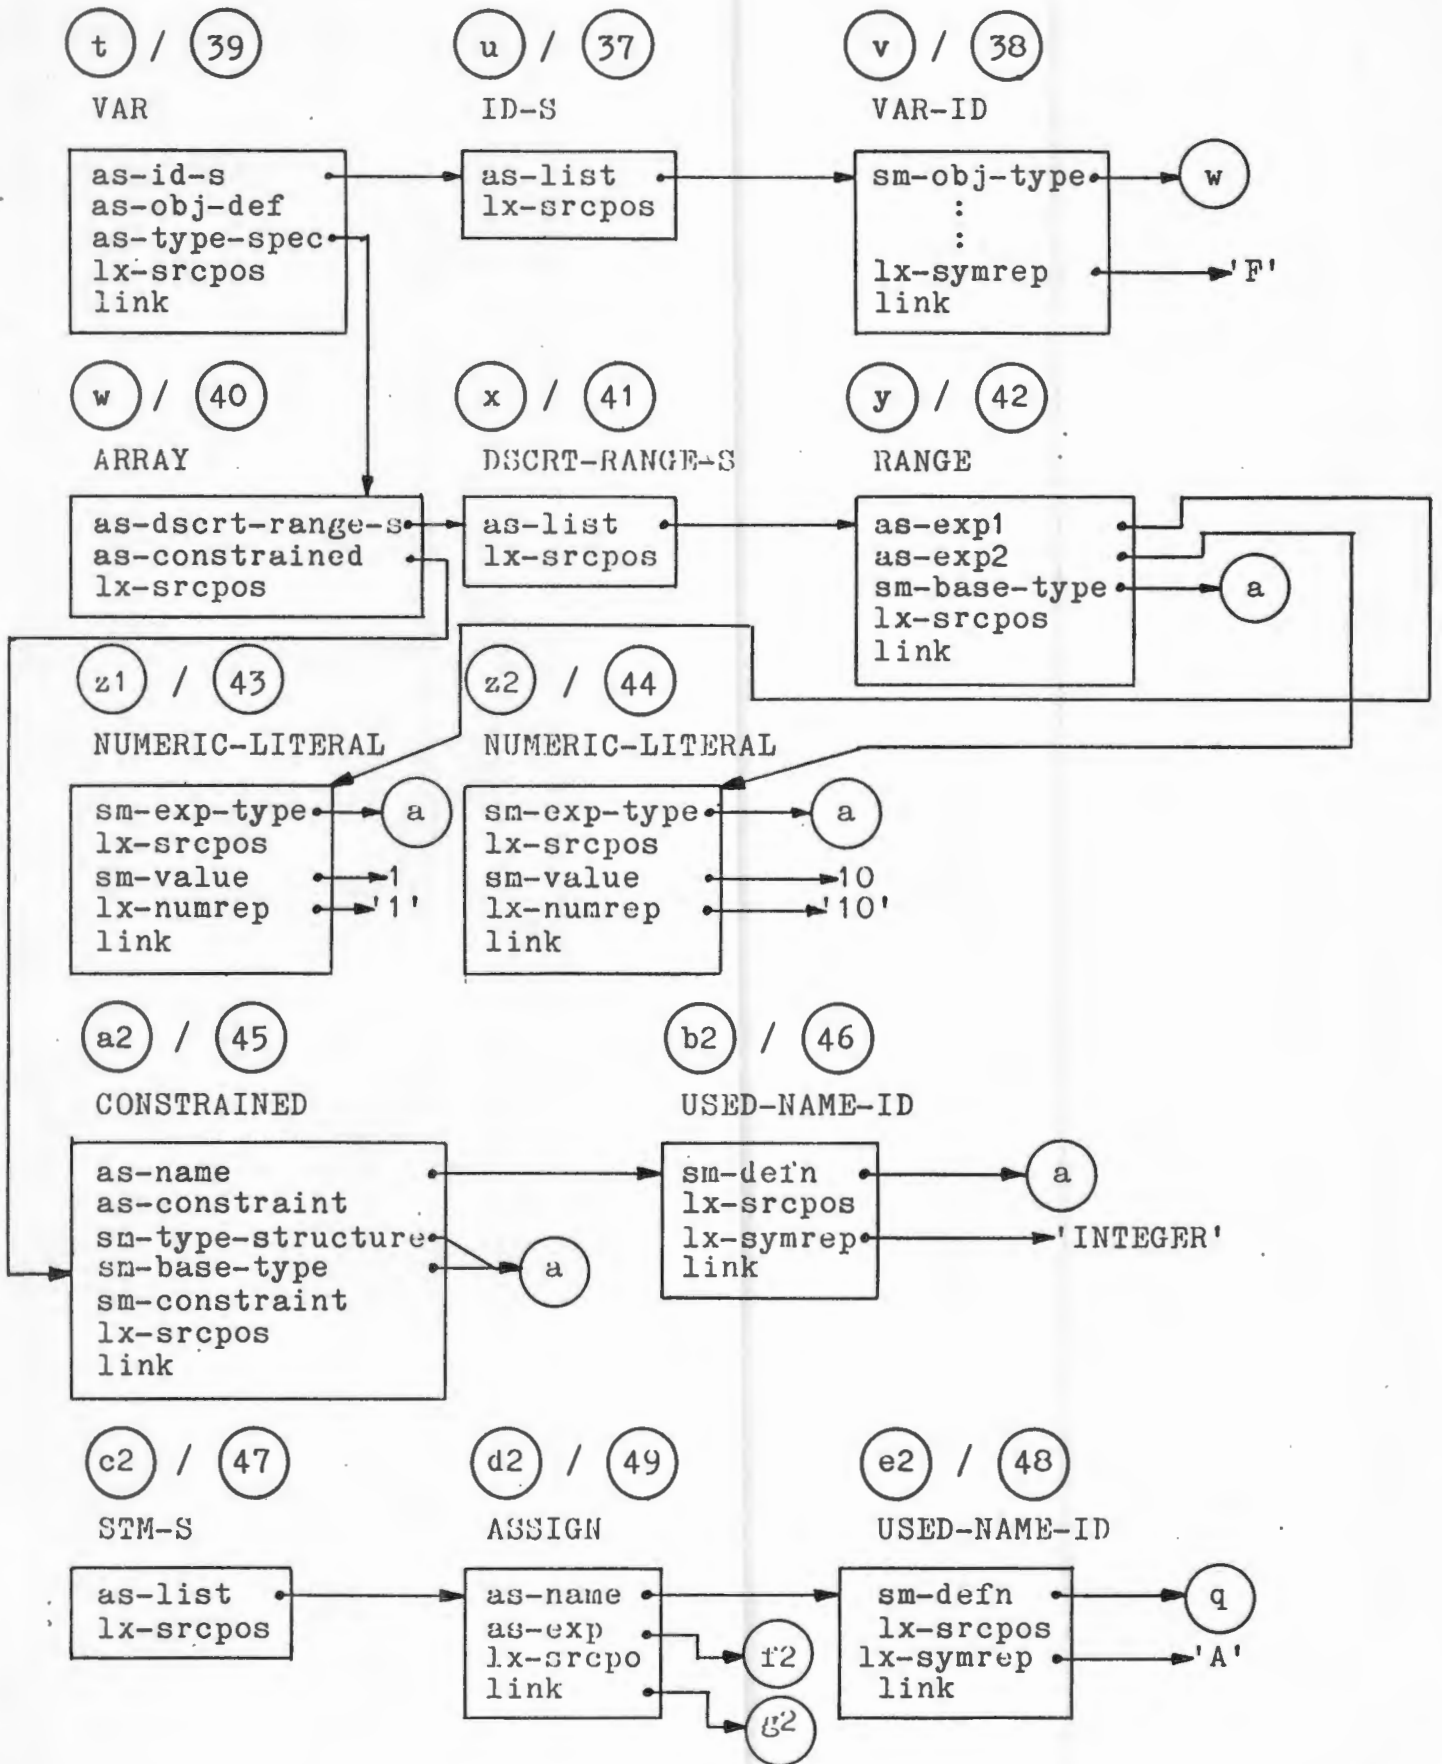 t / 39 u / 37 v / 38
VAR ID-S VAR-ID
as-id-s as-list sm-obj-type w
as-obj-def lx-srcpos :
as-type-spec :
lx-srcpos lx-symrep 'F'
link link
w / 40 x / 41 y / 42
ARRAY DSCRT-RANGE-S RANGE
as-dscrt-range-s as-list as-exp1
as-constrained lx-srcpos as-exp2
lx-srcpos sm-base-type a
lx-srcpos
link
z1 / 43 z2 / 44
NUMERIC-LITERAL NUMERIC-LITERAL
sm-exp-type a sm-exp-type a
lx-srcpos lx-srcpos
sm-value 1 sm-value 10
lx-numrep '1' lx-numrep '10'
link link
a2 / 45 b2 / 46
CONSTRAINED USED-NAME-ID
as-name sm-defn a
as-constraint lx-srcpos
sm-type-structure lx-symrep 'INTEGER'
sm-base-type a link
sm-constraint
lx-srcpos
link
c2 / 47 d2 / 49 e2 / 48
STM-S ASSIGN USED-NAME-ID
as-list as-name sm-defn q
lx-srcpos as-exp f2 lx-srcpos
lx-srcpo lx-symrep 'A'
link g2 link